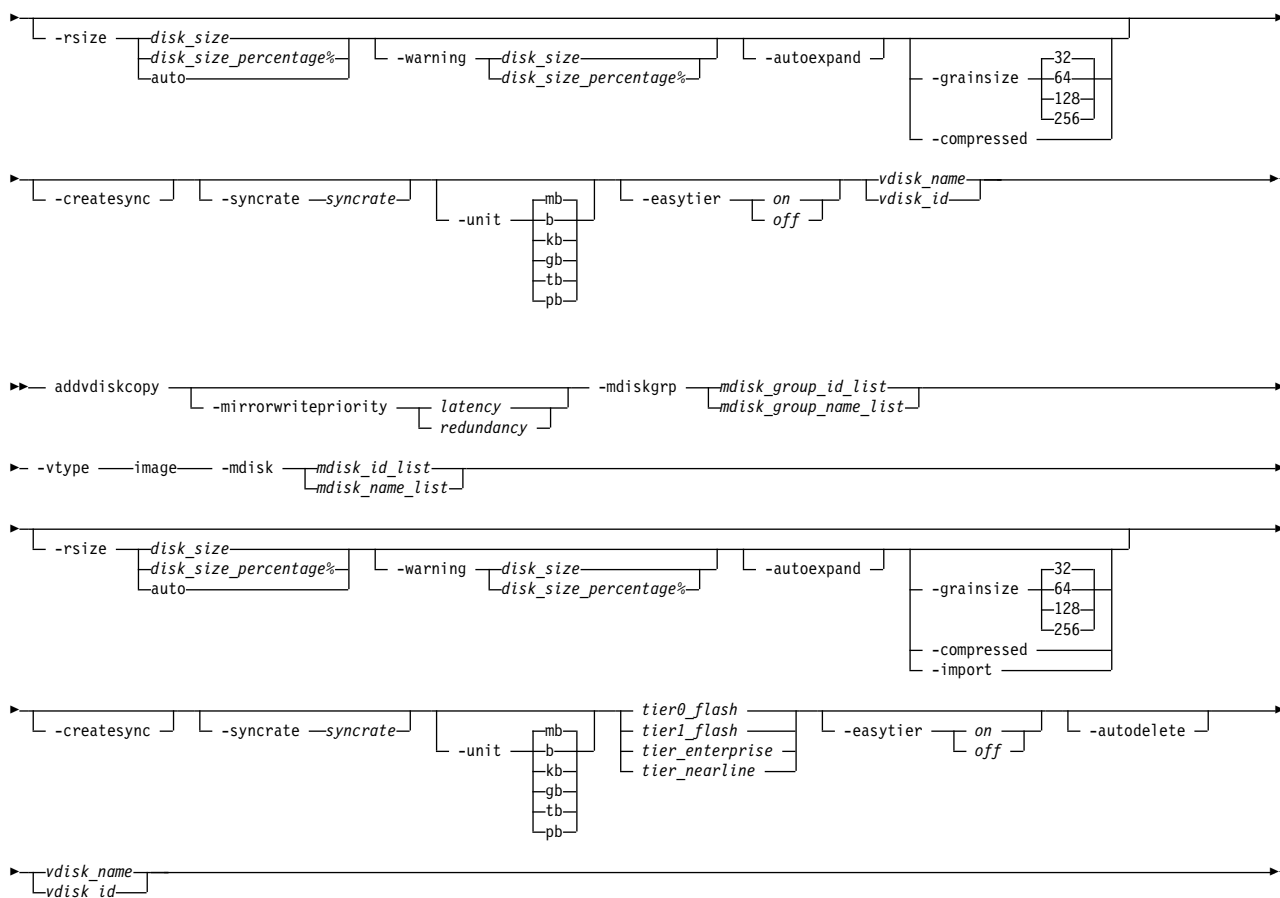 -rsize disk_size -warning disk_size -autoexpand -grainsize 32
disk_size_percentage% disk_size_percentage% 64
auto 128
256
-compressed
-createsync -syncrate syncrate -unit mb -easytier on vdisk_name
b off vdisk_id
kb
gb
tb
pb
addvdiskcopy -mirrorwritepriority latency -mdiskgrp mdisk_group_id_list
redundancy mdisk_group_name_list
-vtype image -mdisk mdisk_id_list
mdisk_name_list
-rsize disk_size -warning disk_size -autoexpand -grainsize 32
disk_size_percentage% disk_size_percentage% 64
auto 128
256
-compressed
-import
-createsync -syncrate syncrate -unit mb tier0_flash -easytier on -autodelete
b tier1_flash off
kb tier_enterprise
gb tier_nearline
tb
pb
vdisk_name
vdisk_id